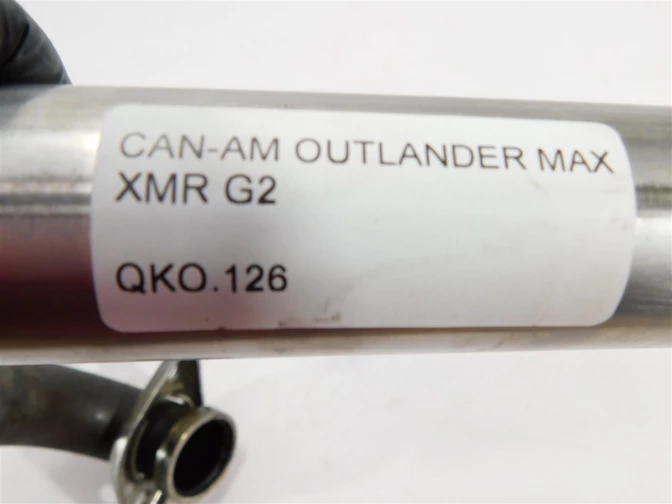 CAN-AM OUTLANDER MAX
XMR G2
QKO.126